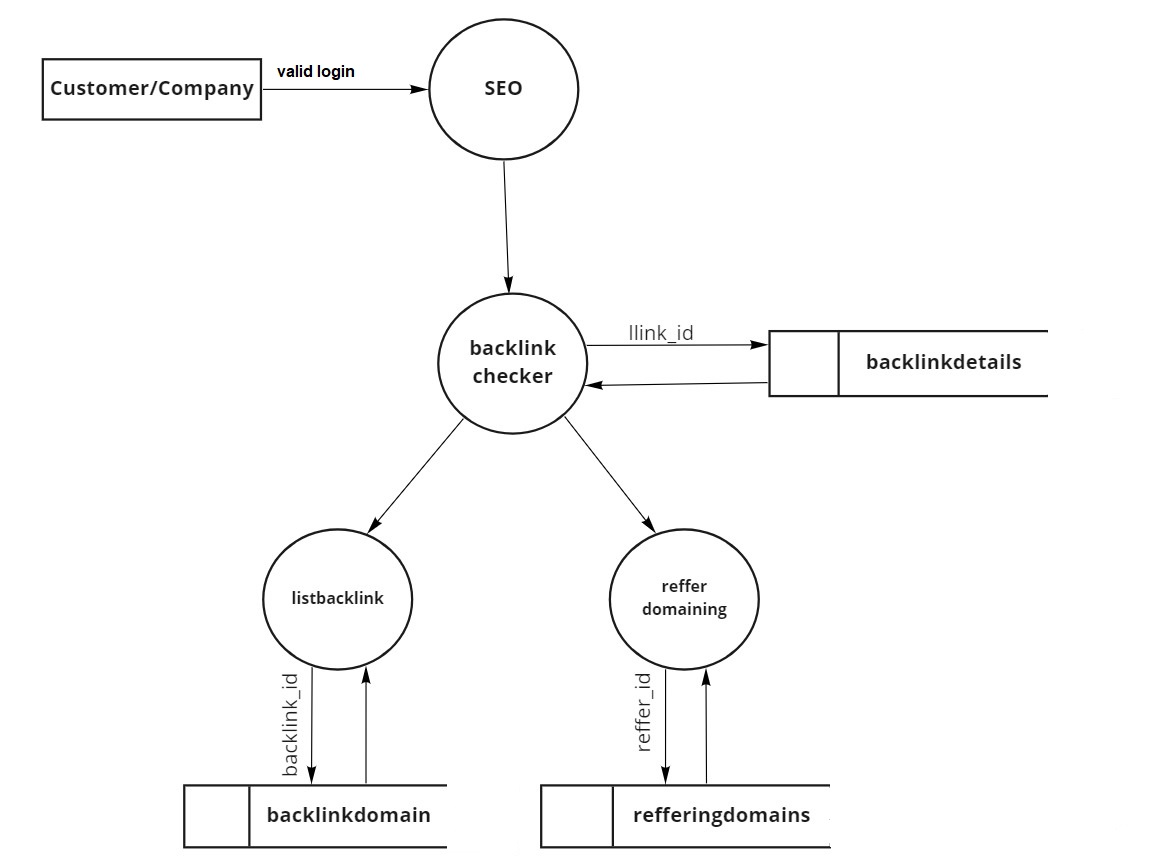 valid login
Customer/Company
SEO
backlink
checker
llink_id
backlinkdetails
listbacklink
reffer
domaining
backlink_id
reffer_id
backlinkdomain
refferingdomains